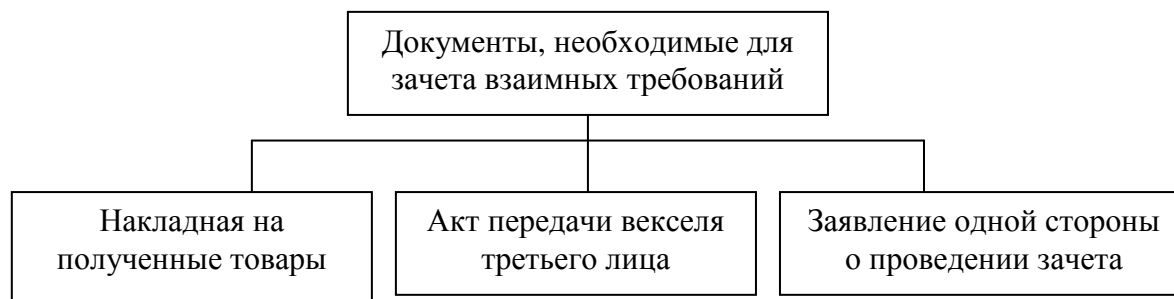 Документы, необходимые для
зачета взаимных требований
Накладная на
полученные товары
Акт передачи векселя
третьего лица
Заявление одной стороны
о проведении зачета